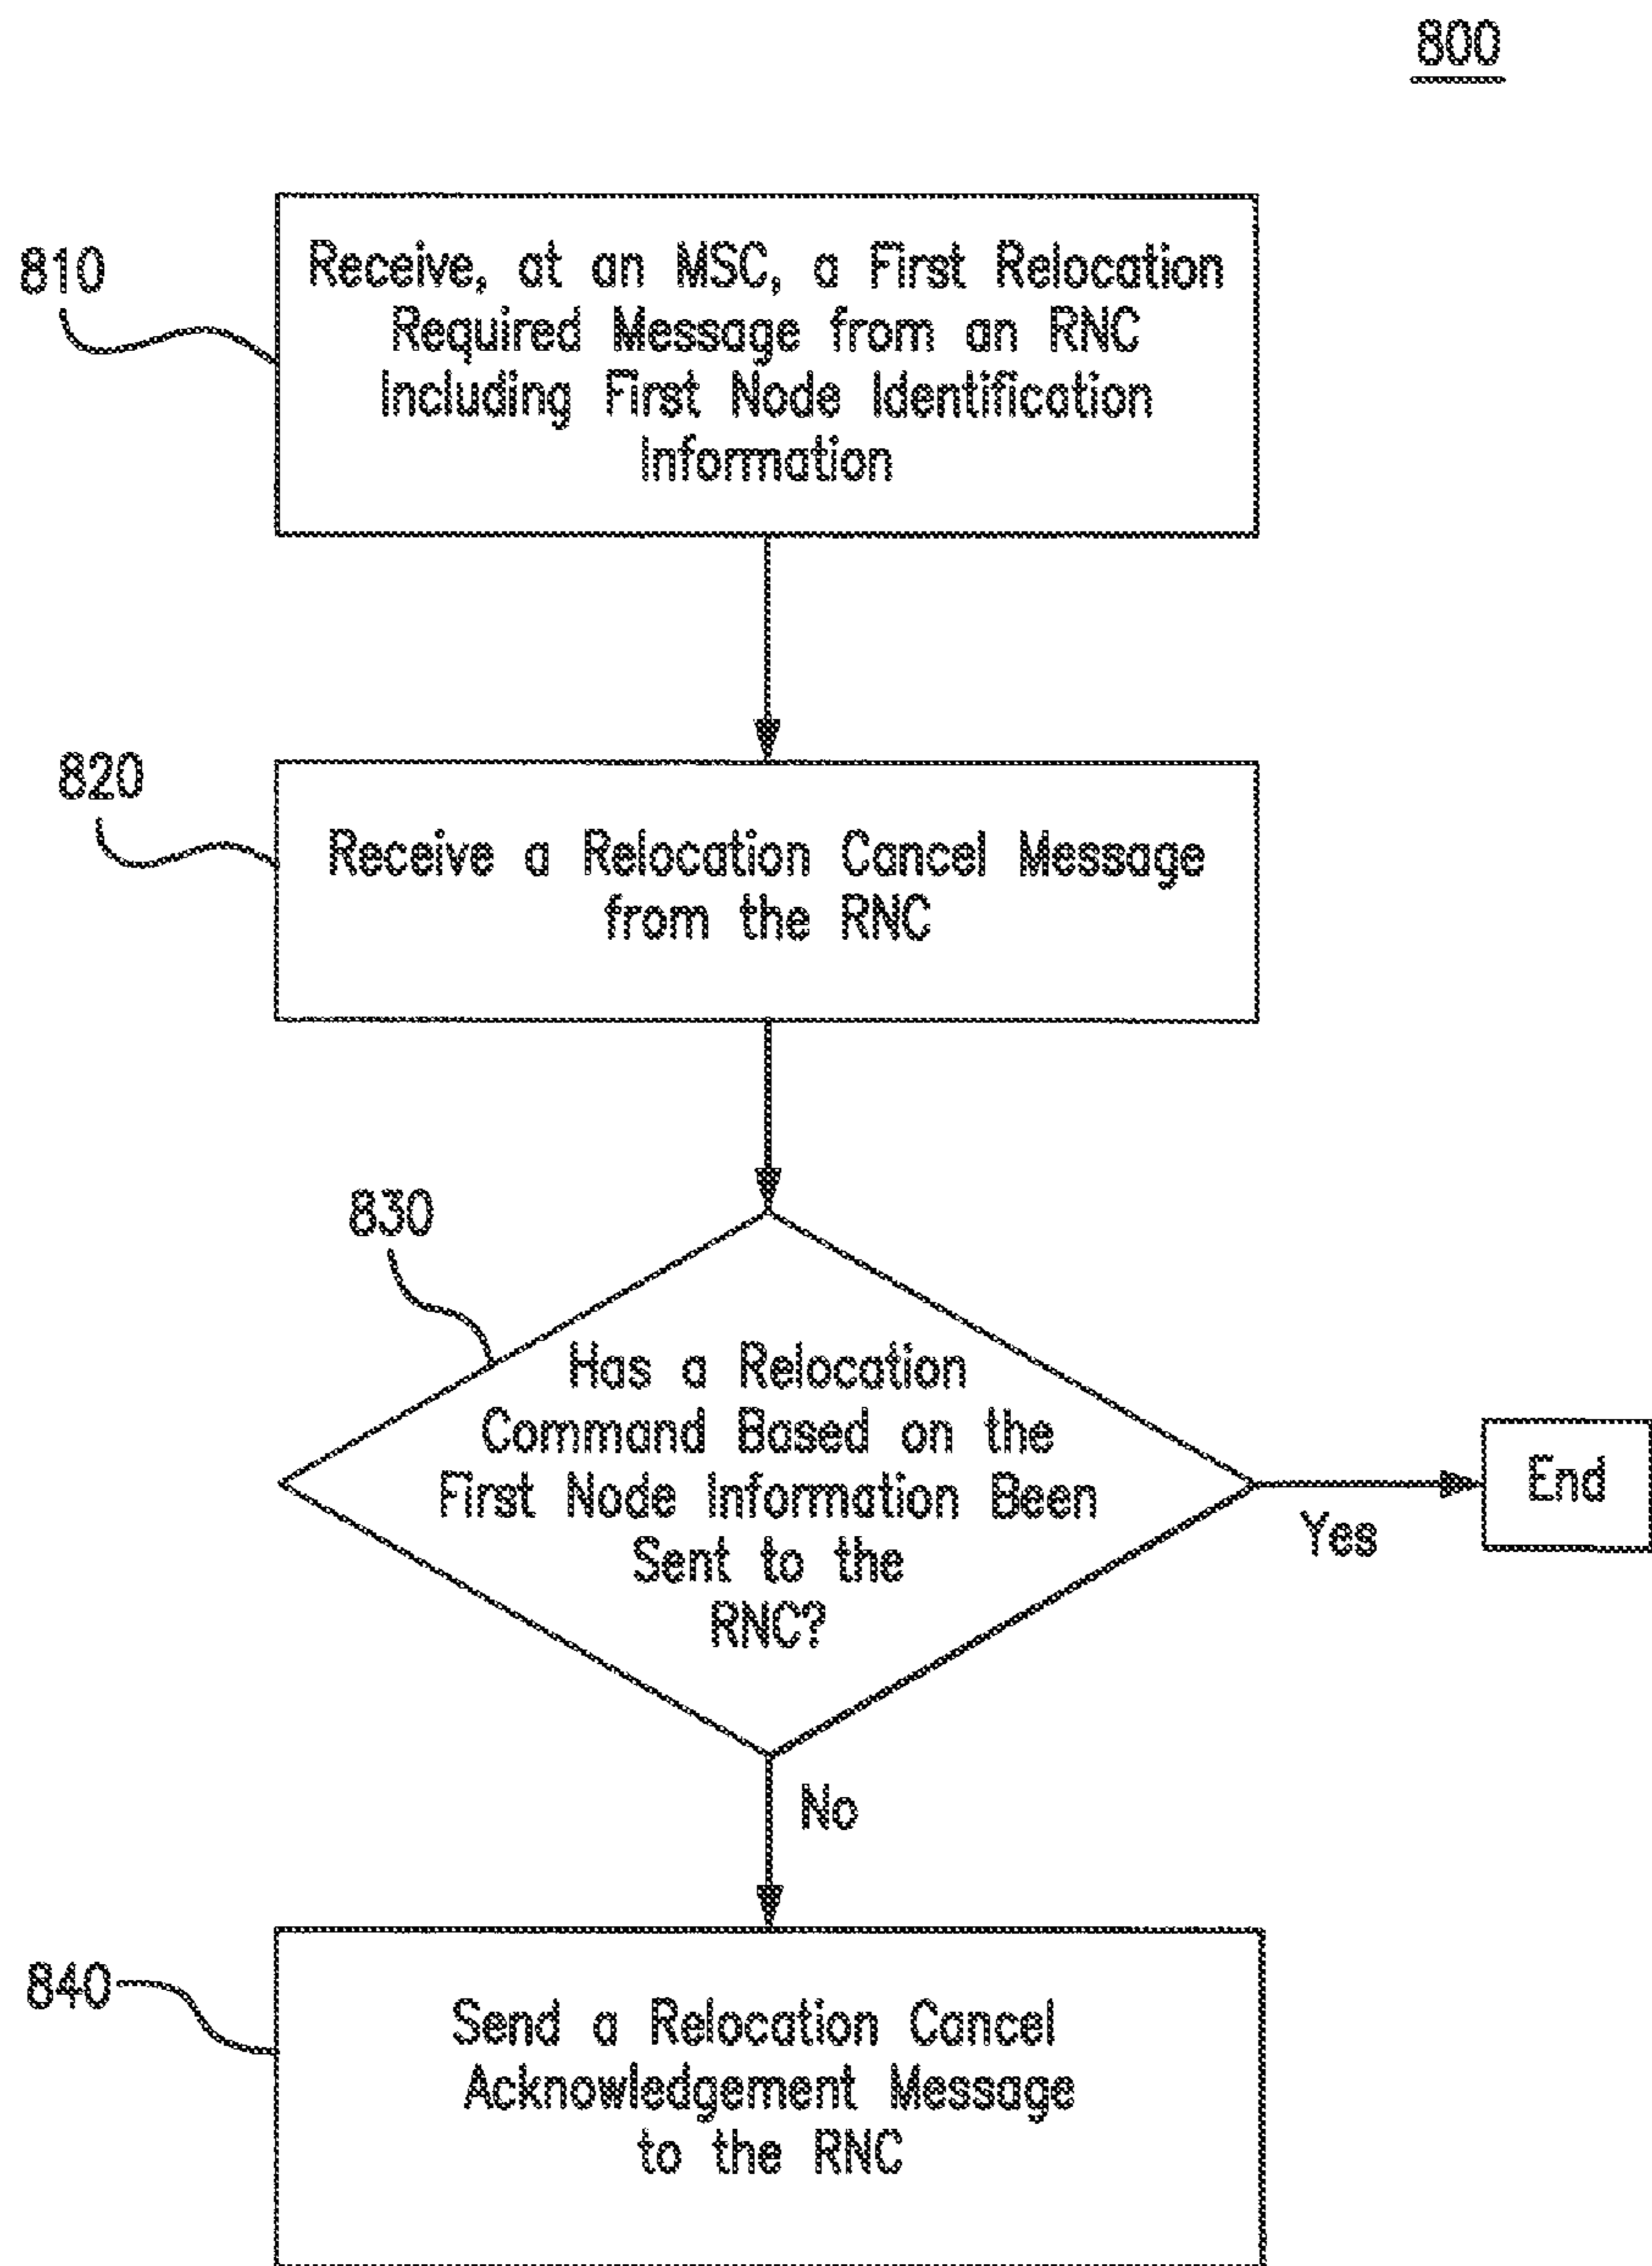 800
810
Receive, at an MSC, a First Relocation
Required Message from an RNC
Including First Node Identification
Information
820
Receive a Relocation Cancel Message
from the RNC
830
Has a Relocation
Command Based on the
First Node Information Been
Sent to the
RNC?
Yes
End
No
840
Send a Relocation Cancel
Acknowledgement Message
to the RNC